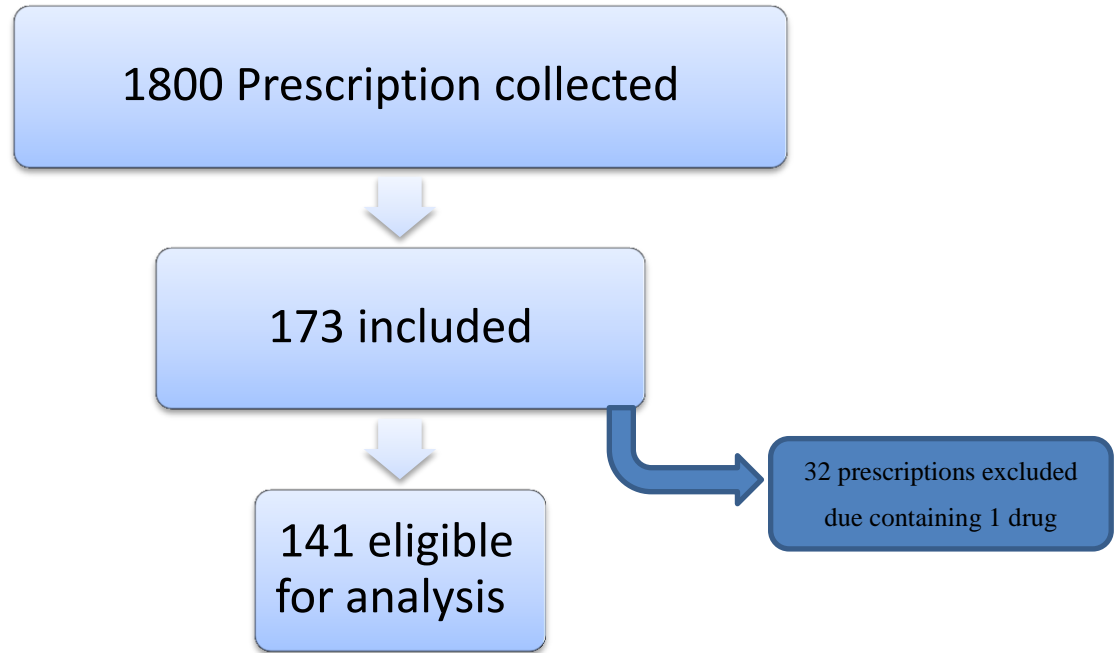 1800 Prescription collected
173 included
32 prescriptions excluded
due containing 1 drug
141 eligible
for analysis